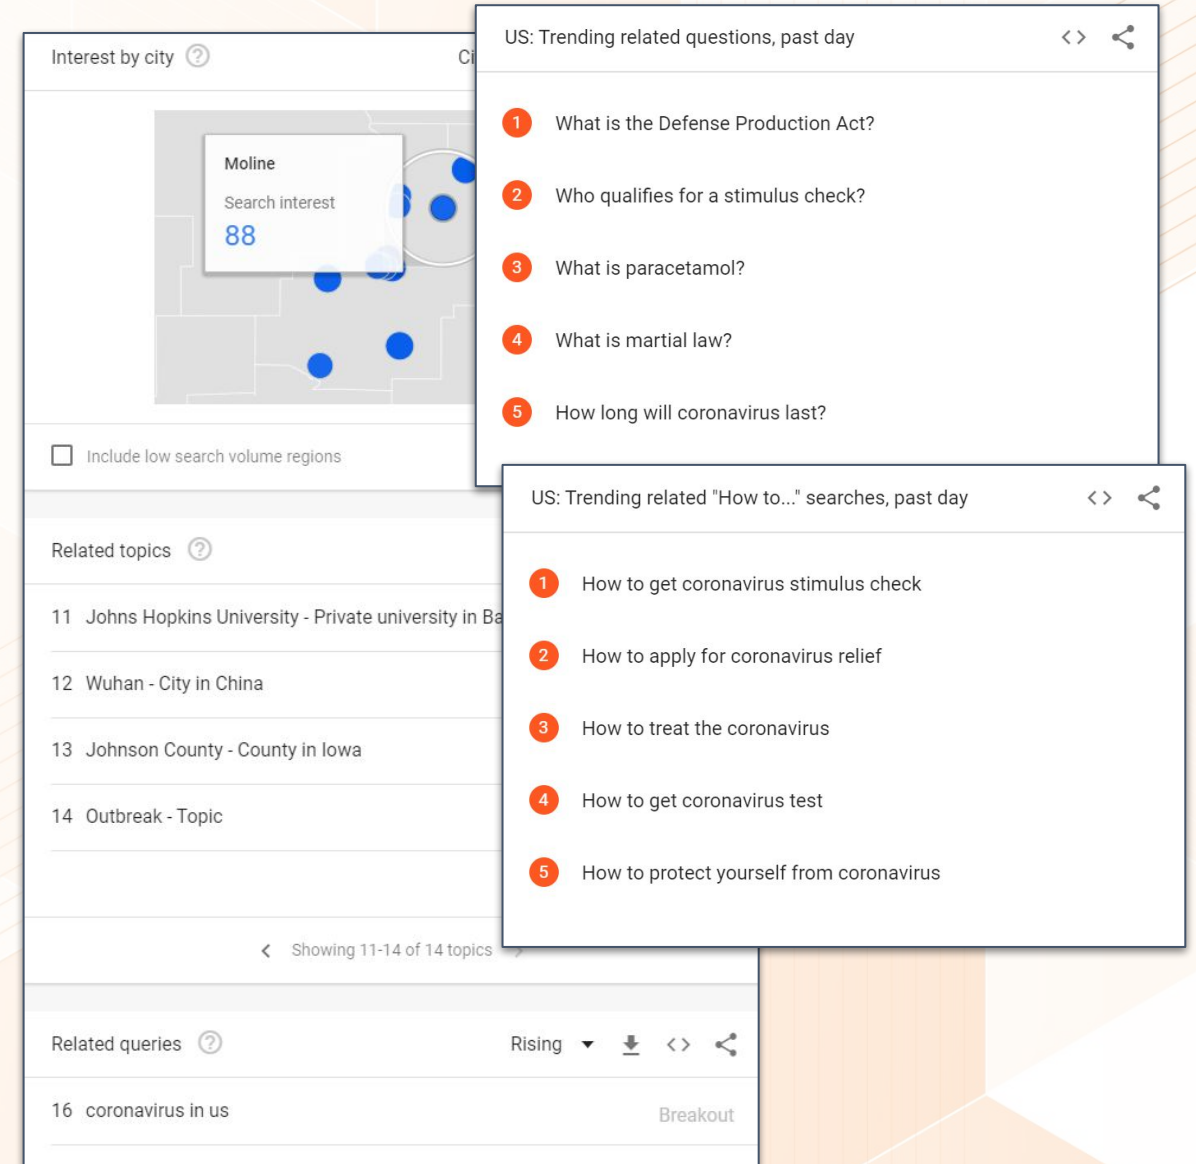 Interest by city
Ci
Moline
Search interest
88
Include low search volume regions
Related topics
11 Johns Hopkins University - Private university in Ba
12 Wuhan - City in China
13 Johnson County - County in Iowa
14 Outbreak - Topic
Showing 11-14 of 14 topics
Related queries
Rising
16 coronavirus in us
Breakout
US: Trending related questions, past day
1 What is the Defense Production Act?
2 Who qualifies for a stimulus check?
3 What is paracetamol?
4 What is martial law?
5 How long will coronavirus last?
US: Trending related "How to..." searches, past day
1 How to get coronavirus stimulus check
2 How to apply for coronavirus relief
3 How to treat the coronavirus
4 How to get coronavirus test
5 How to protect yourself from coronavirus